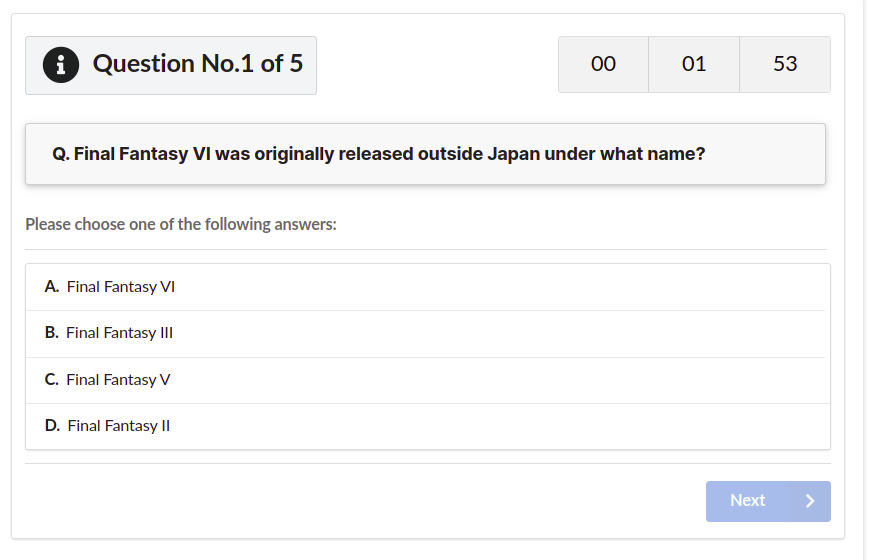 Question No.1 of 5
00 01 53
Q. Final Fantasy VI was originally released outside Japan under what name?
Please choose one of the following answers:
A. Final Fantasy VI
B. Final Fantasy III
C. Final Fantasy V
D. Final Fantasy II
Next